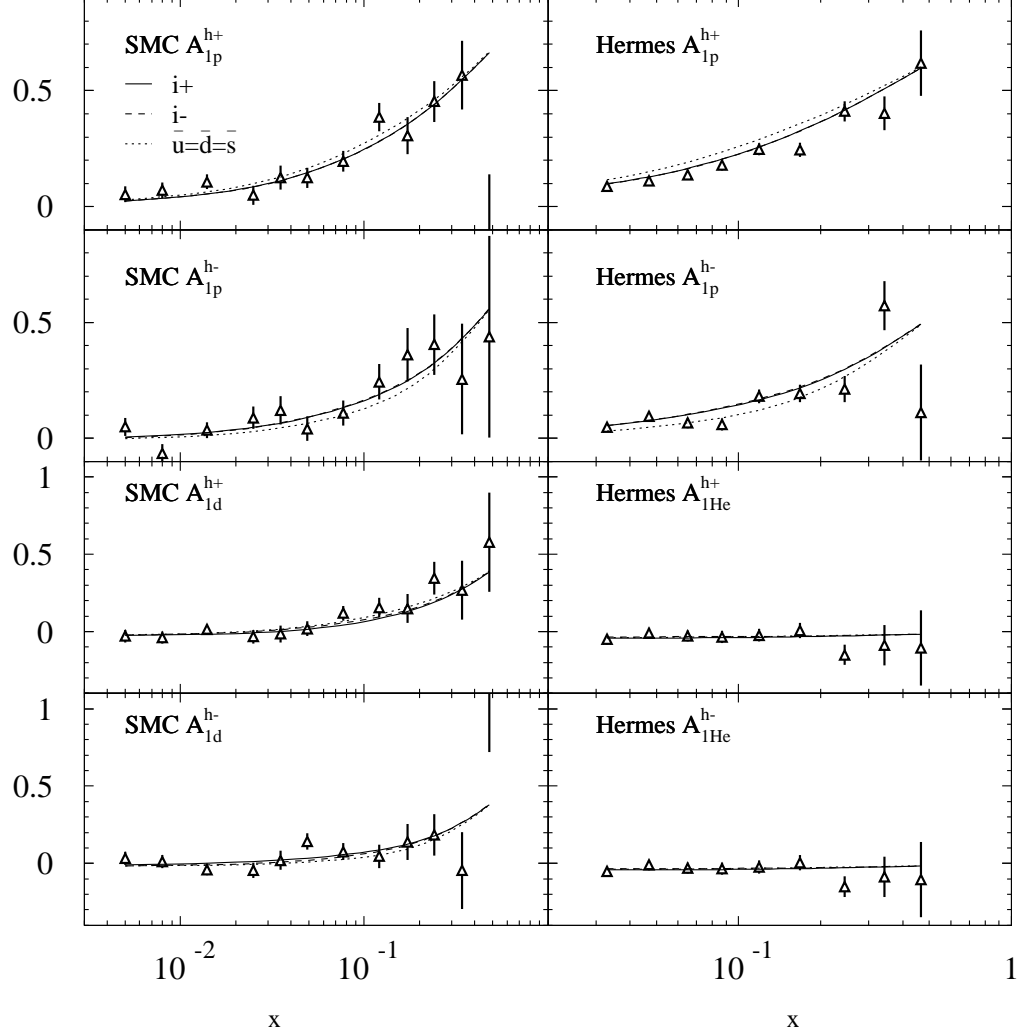 SMC A1p^h+
i+
i-
ū=d̄=s̄
0.5
0
Hermes A1p^h+
SMC A1p^h-
0.5
0
Hermes A1p^h-
SMC A1d^h+
1
0.5
0
Hermes A1He^h+
SMC A1d^h-
1
0.5
0
Hermes A1He^h-
10^-2 10^-1 10^-1 1
x x